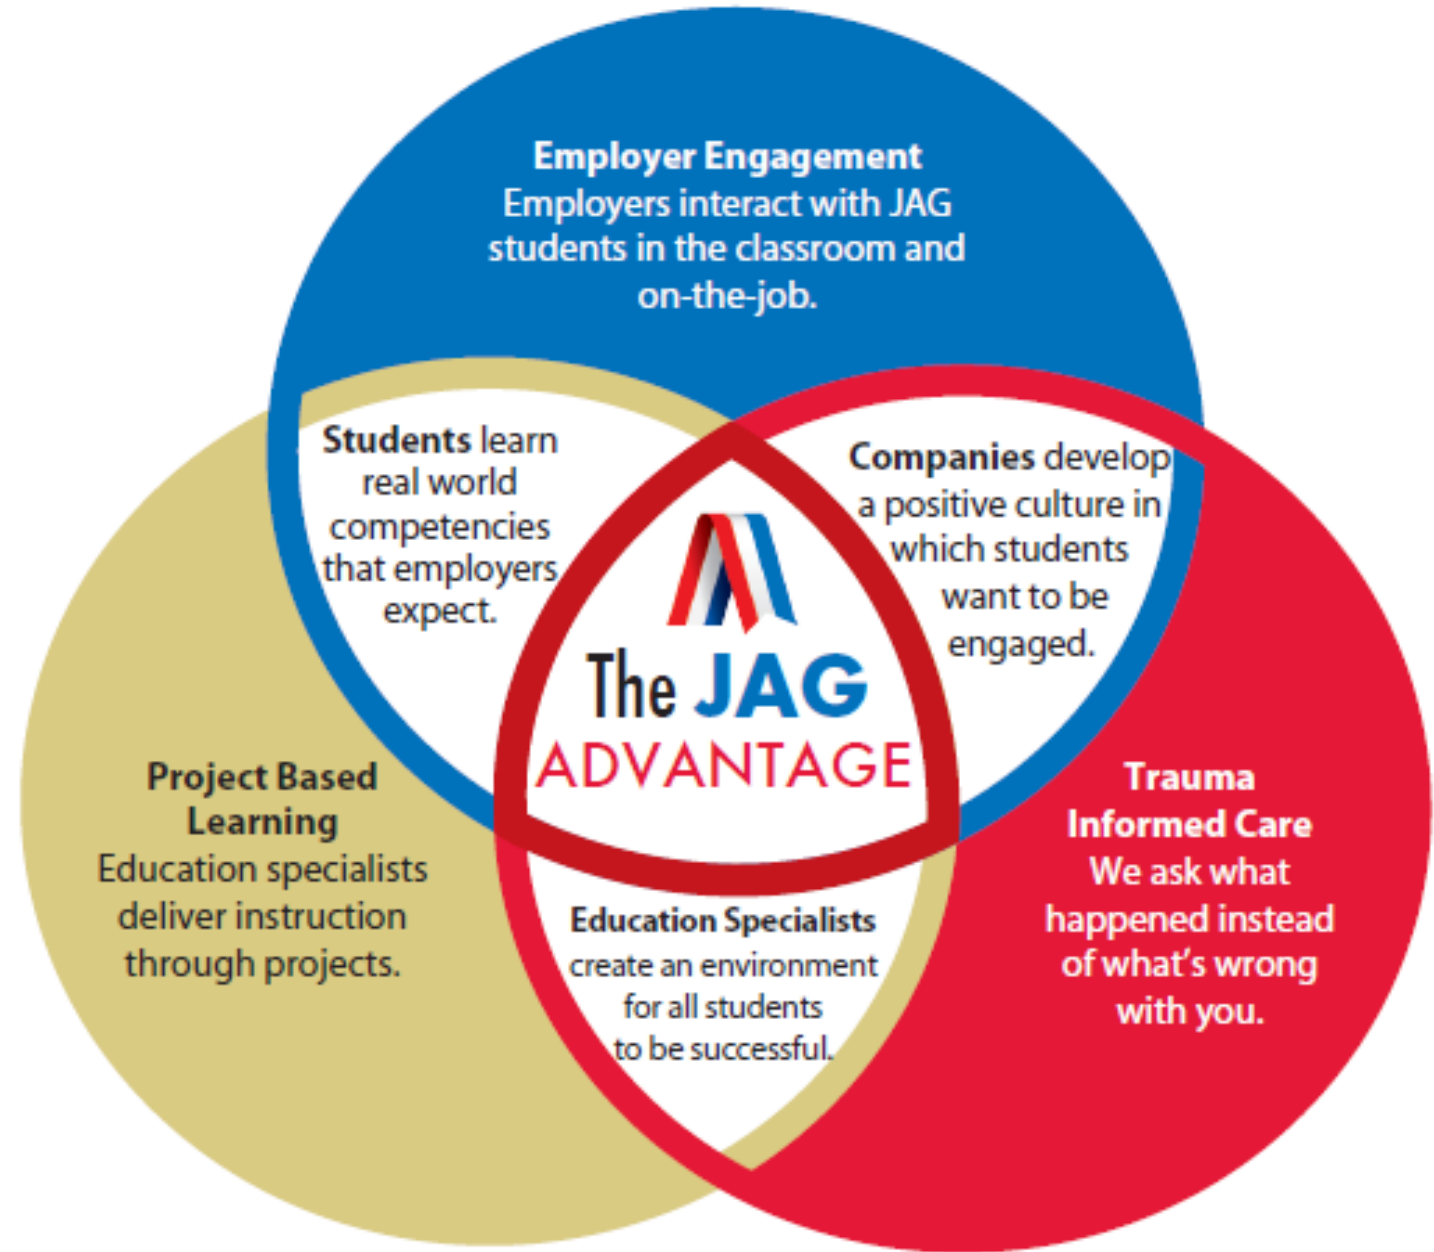 Employer Engagement
Employers interact with JAG
students in the classroom and
on-the-job.
Students learn
real world
competencies
that employers
expect.
Companies develop
a positive culture in
which students
want to be
engaged.
The JAG
ADVANTAGE
Project Based
Learning
Education specialists
deliver instruction
through projects.
Trauma
Informed Care
We ask what
happened instead
of what's wrong
with you.
Education Specialists
create an environment
for all students
to be successful.